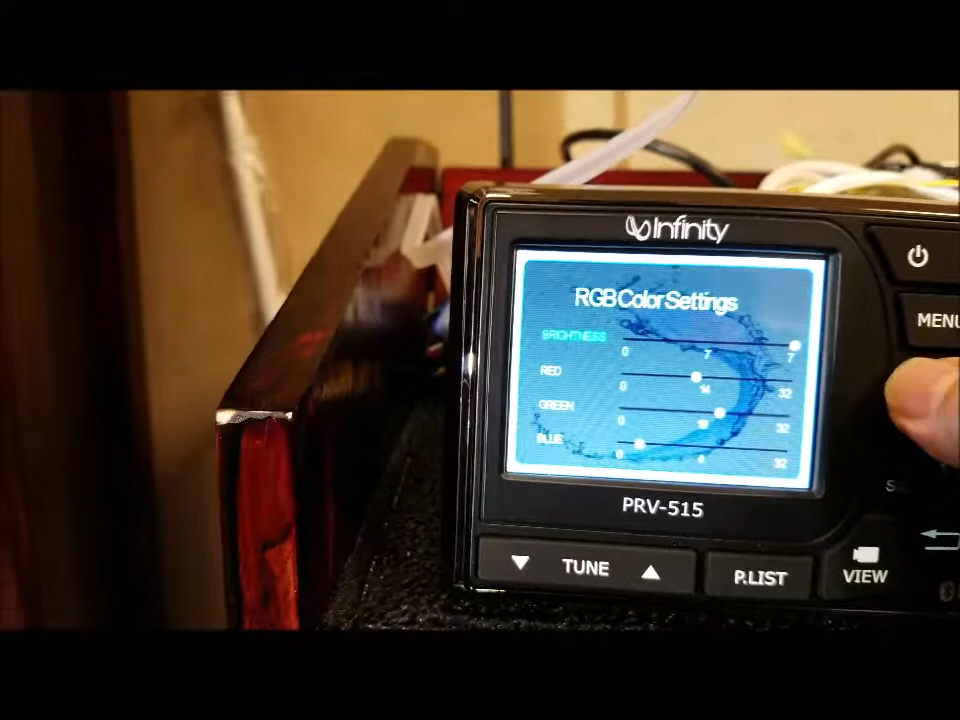 Infinity
RGB Color Settings
BRIGHTNESS
0 7 7
RED
0 14 32
GREEN
0 32
BLUE
0 4 32
PRV-515
MENU
TUNE
P.LIST
VIEW